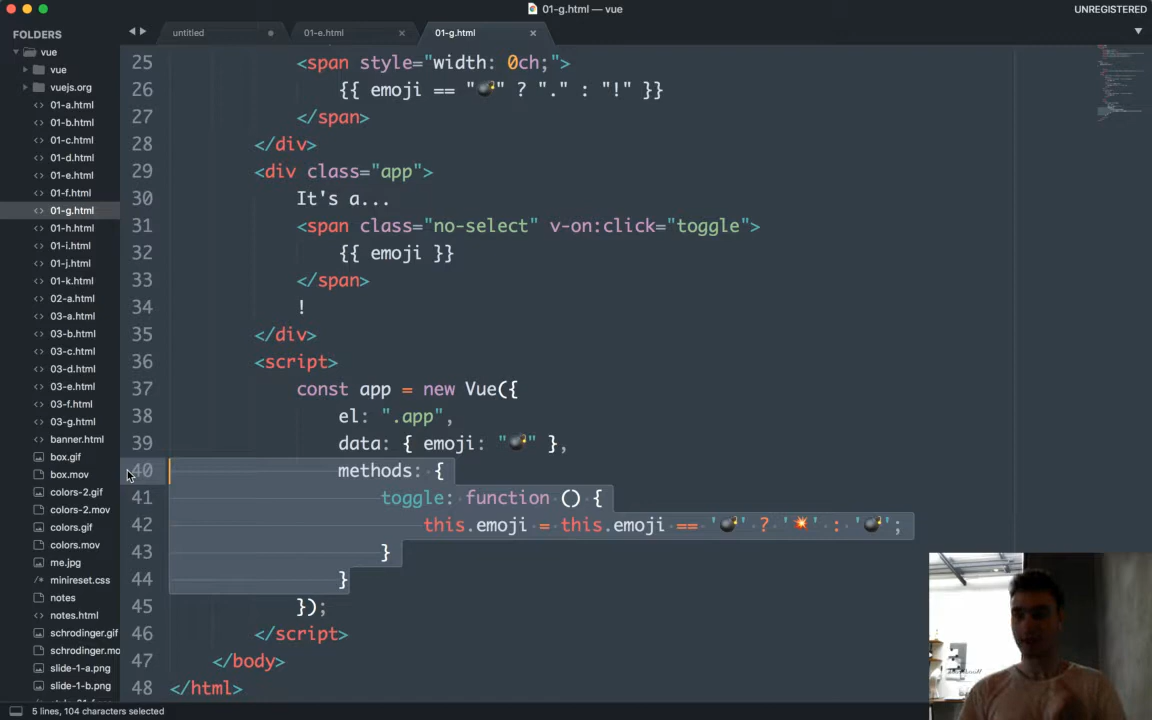 01-g.html — vue
UNREGISTERED
FOLDERS
untitled
01-e.html
01-g.html
vue
vue
vuejs.org
01-a.html
01-b.html
01-c.html
01-d.html
01-e.html
01-f.html
01-g.html
01-h.html
01-i.html
01-j.html
01-k.html
02-a.html
03-a.html
03-b.html
03-c.html
03-d.html
03-e.html
03-f.html
03-g.html
banner.html
box.gif
box.mov
colors-2.gif
colors-2.mov
colors.gif
colors.mov
me.jpg
minireset.css
notes
notes.html
schrodinger.gif
schrodinger.mo
slide-1-a.png
slide-1-b.png
25 <span style="width: 0ch;">
26 {{ emoji == "💣" ? "." : "!" }}
27 </span>
28 </div>
29 <div class="app">
30 It's a...
31 <span class="no-select" v-on:click="toggle">
32 {{ emoji }}
33 </span>
34 !
35 </div>
36 <script>
37 const app = new Vue({
38 el: ".app",
39 data: { emoji: "💣" },
40 methods: {
41 toggle: function () {
42 this.emoji = this.emoji == '💣' ? '💥' : '💣';
43 }
44 }
45 });
46 </script>
47 </body>
48 </html>
5 lines, 104 characters selected